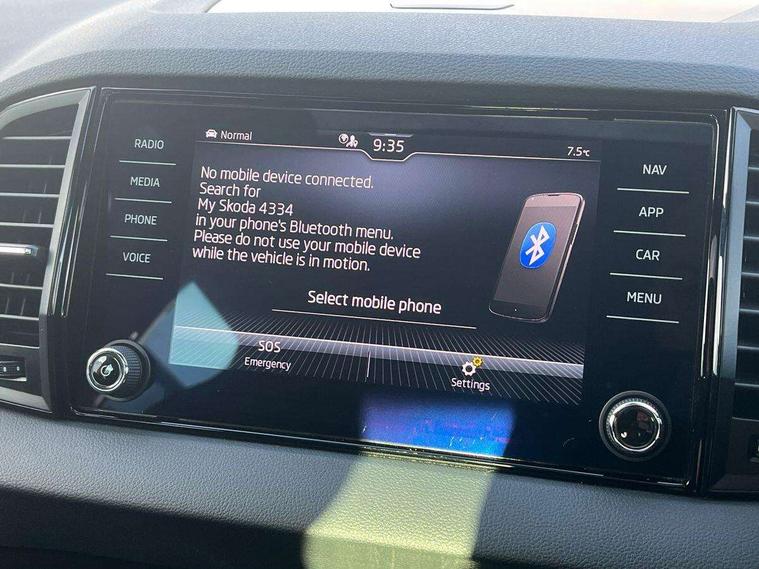 RADIO
MEDIA
PHONE
VOICE
Normal
9:35
7.5°C
No mobile device connected.
Search for
My Skoda 4334
in your phone's Bluetooth menu.
Please do not use your mobile device
while the vehicle is in motion.
Select mobile phone
SOS
Emergency
Settings
NAV
APP
CAR
MENU